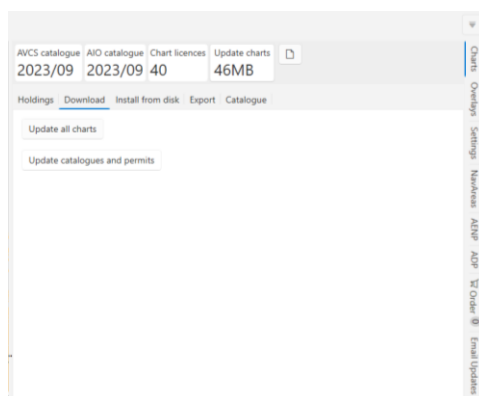 AVCS catalogue AIO catalogue Chart licences Update charts
2023/09 2023/09 40 46MB
Holdings Download Install from disk Export Catalogue
Update all charts
Update catalogues and permits
Charts
Overlays
Settings
NavAreas
AENP
ADP
Order 0
Email Updates